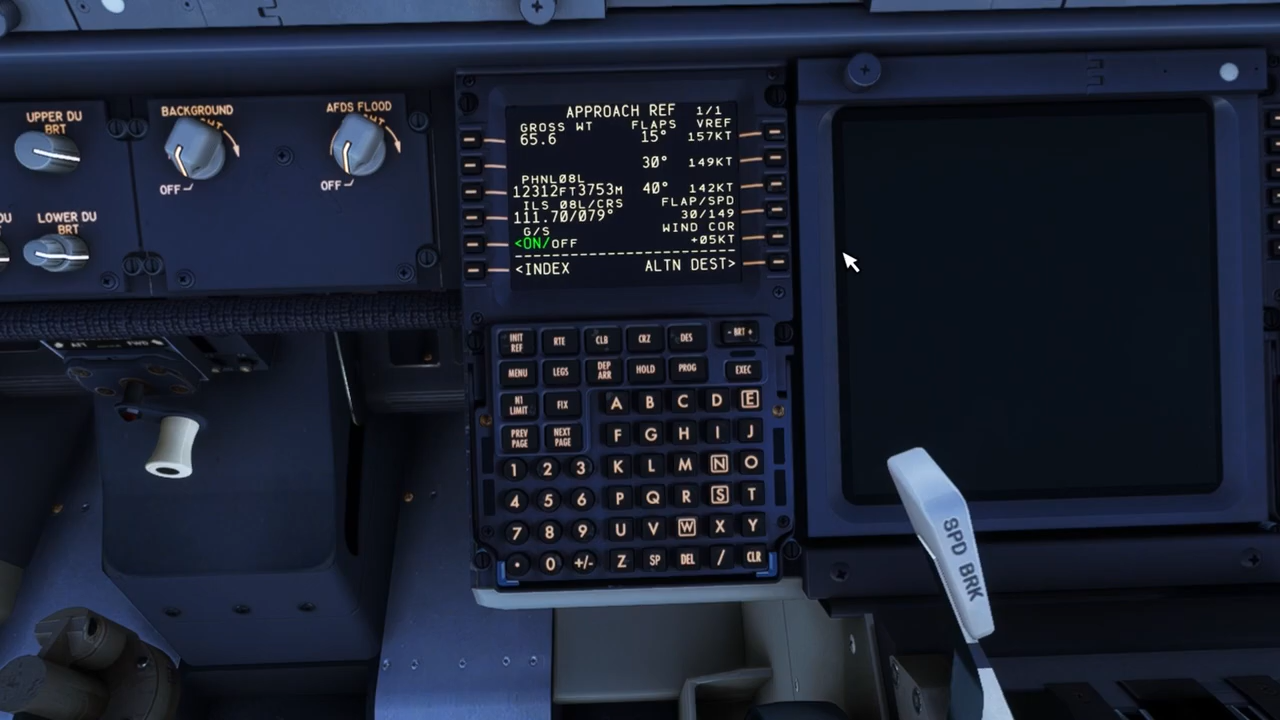 UPPER DU
BRT
BACKGROUND
OFF
AFDS FLOOD
OFF
LOWER DU
BRT
APPROACH REF 1/1
GROSS WT FLAPS VREF
65.6 15° 157KT
30° 149KT
PHNL08L
12312FT3753M 40° 142KT
ILS 08L/CRS FLAP/SPD
111.70/079° 30/149
G/S WIND COR
<ON/OFF +05KT
<INDEX ALTN DEST>
INIT REF RTE CLB CRZ DES - BRT +
MENU LEGS DEP ARR HOLD PROG EXEC
N1 LIMIT FIX A B C D E
PREV PAGE NEXT PAGE F G H I J
1 2 3 K L M N O
4 5 6 P Q R S T
7 8 9 U V W X Y
. 0 +/- Z SP DEL / CLR
SPD BRK